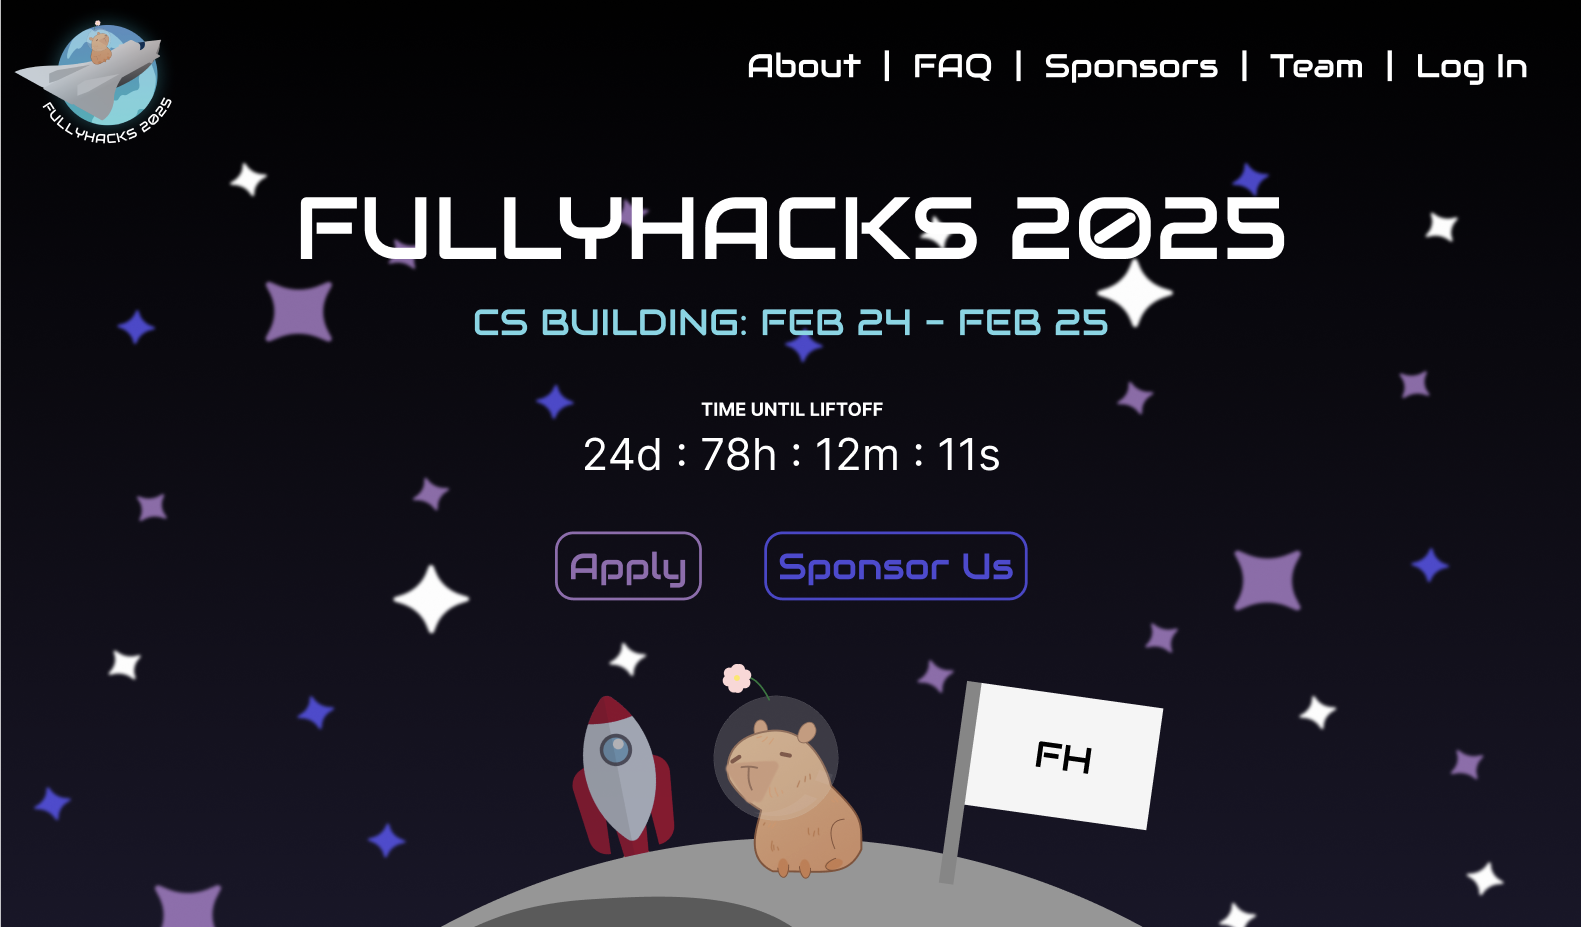 FULLYHACKS 2025
About | FAQ | Sponsors | Team | Log In
FULLYHACKS 2025
CS BUILDING: FEB 24 - FEB 25
TIME UNTIL LIFTOFF
24d : 78h : 12m : 11s
Apply
Sponsor Us
FH